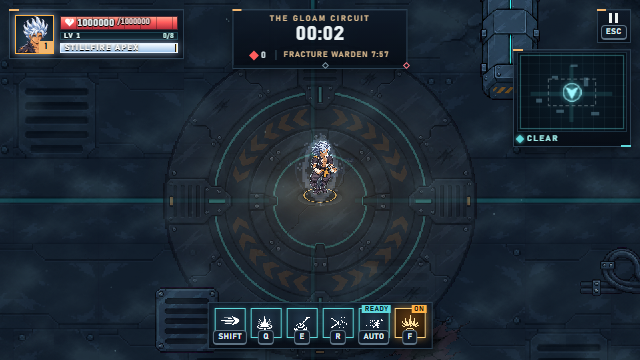 1000000/1000000
LV 1
0/8
1
STILLFIRE APEX
THE GLOAM CIRCUIT
00:02
0
FRACTURE WARDEN 7:57
ESC
CLEAR
READY
ON
SHIFT
Q
E
R
AUTO
F